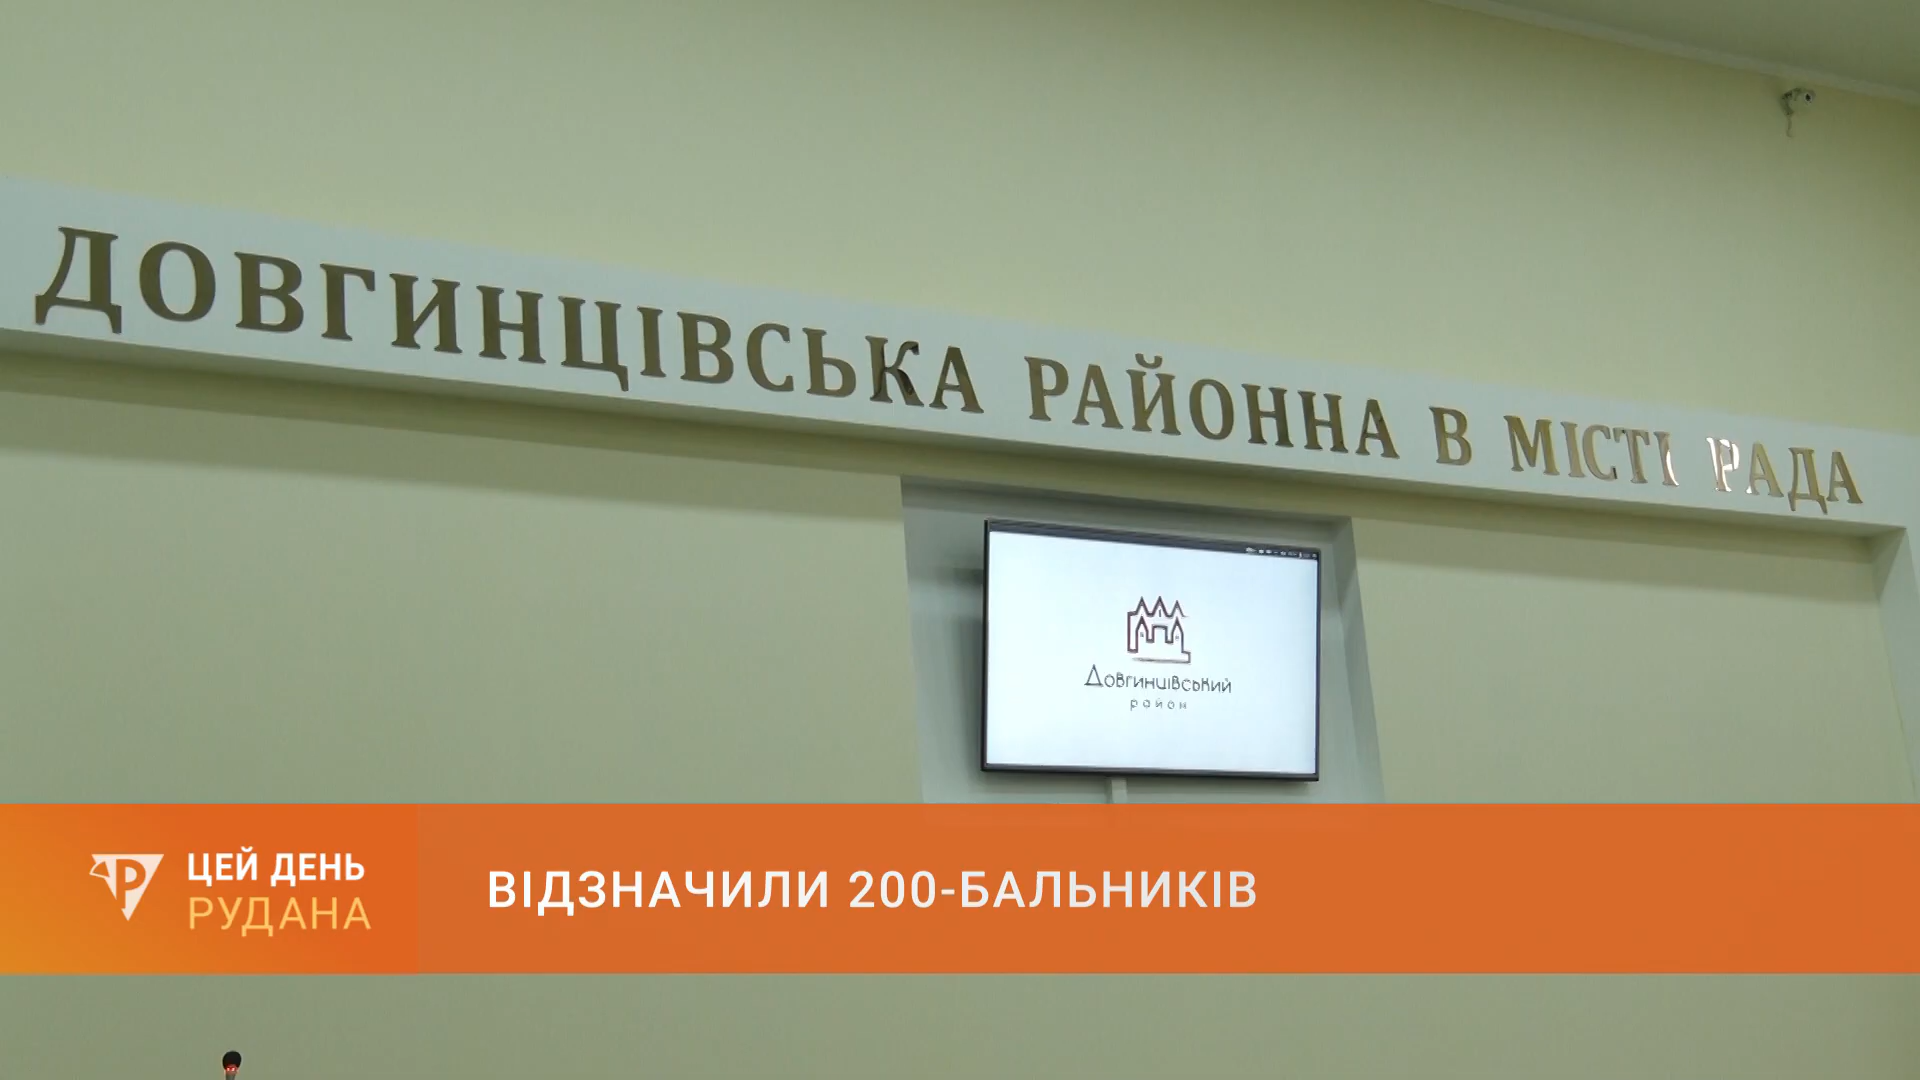 ДОВГИНЦІВСЬКА РАЙОННА В МІСТІ РАДА
Довгинцівський
район
ЦЕЙ ДЕНЬ
РУДАНА
ВІДЗНАЧИЛИ 200-БАЛЬНИКІВ